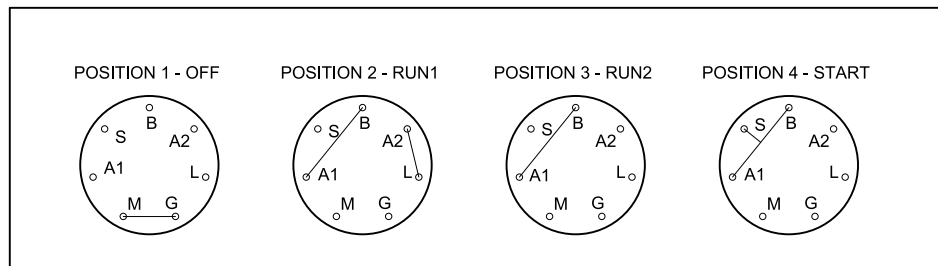 POSITION 1 - OFF
POSITION 2 - RUN1
POSITION 3 - RUN2
POSITION 4 - START
B
S
A2
A1
L
M
G
B
S
A2
A1
L
M
G
B
S
A2
A1
L
M
G
B
S
A2
A1
L
M
G